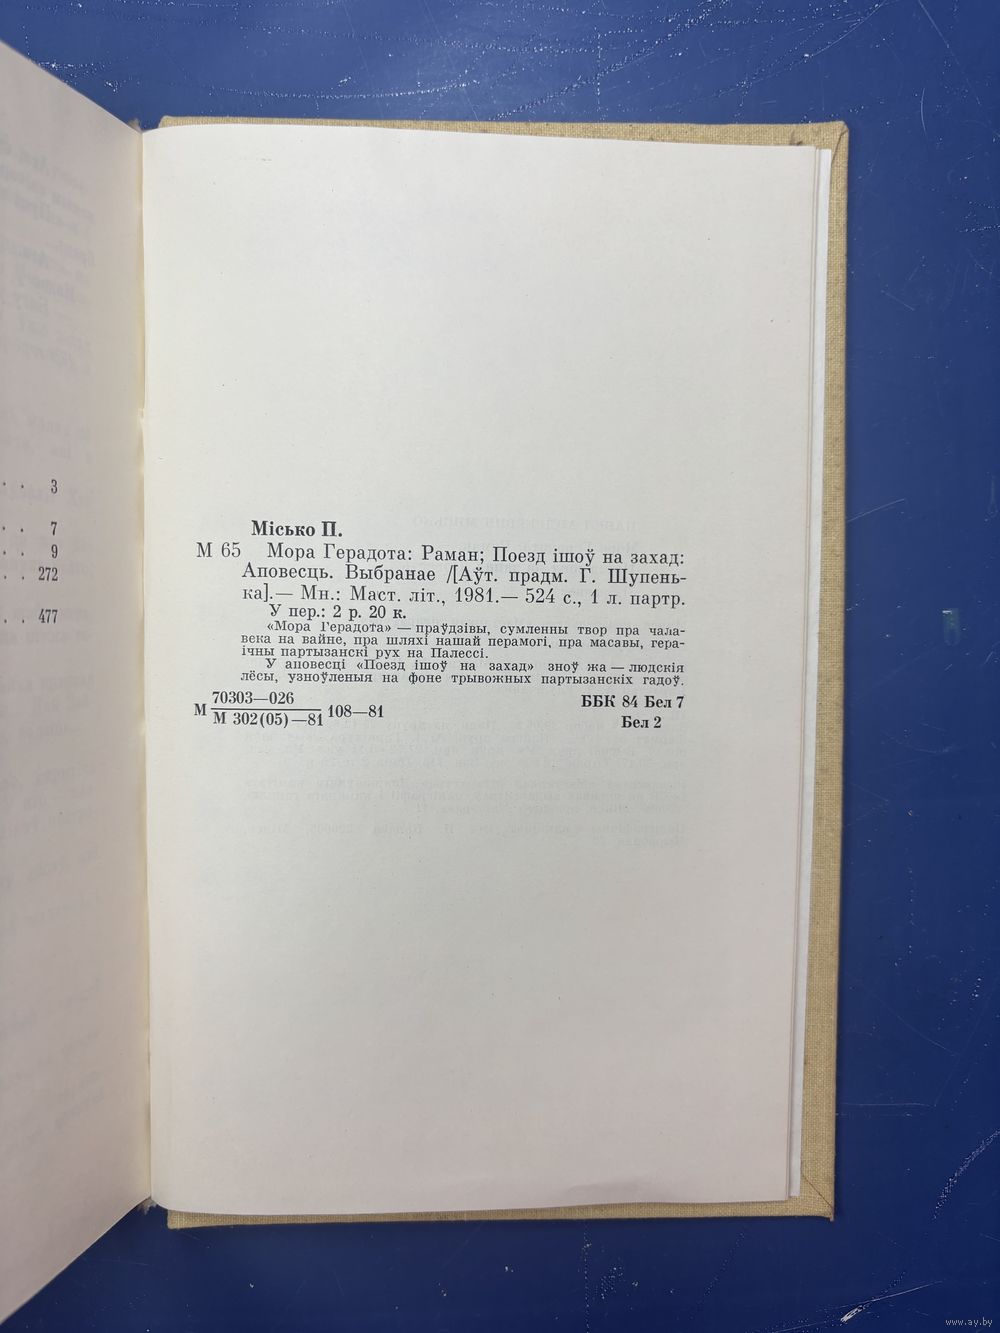 . . 3
. . 7
. . 9
. . 272
. . 477
Місько П.
М 65 Мора Герадота: Раман; Поезд ішоў на захад:
Аповесць. Выбранае /[Аўт. прадм. Г. Шупень-
ка].— Мн.: Маст. літ., 1981.— 524 с., 1 л. партр.
У пер.: 2 р. 20 к.
«Мора Герадота» — праўдзівы, сумленны твор пра чала-
века на вайне, пра шляхі нашай перамогі, пра масавы, гера-
ічны партызанскі рух на Палессі.
У аповесці «Поезд ішоў на захад» зноў жа — людскія
лёсы, узноўленыя на фоне трывожных партызанскіх гадоў.
М 70303—026
М 302(05)—81 108—81
ББК 84 Бел 7
Бел 2
www.ay.by